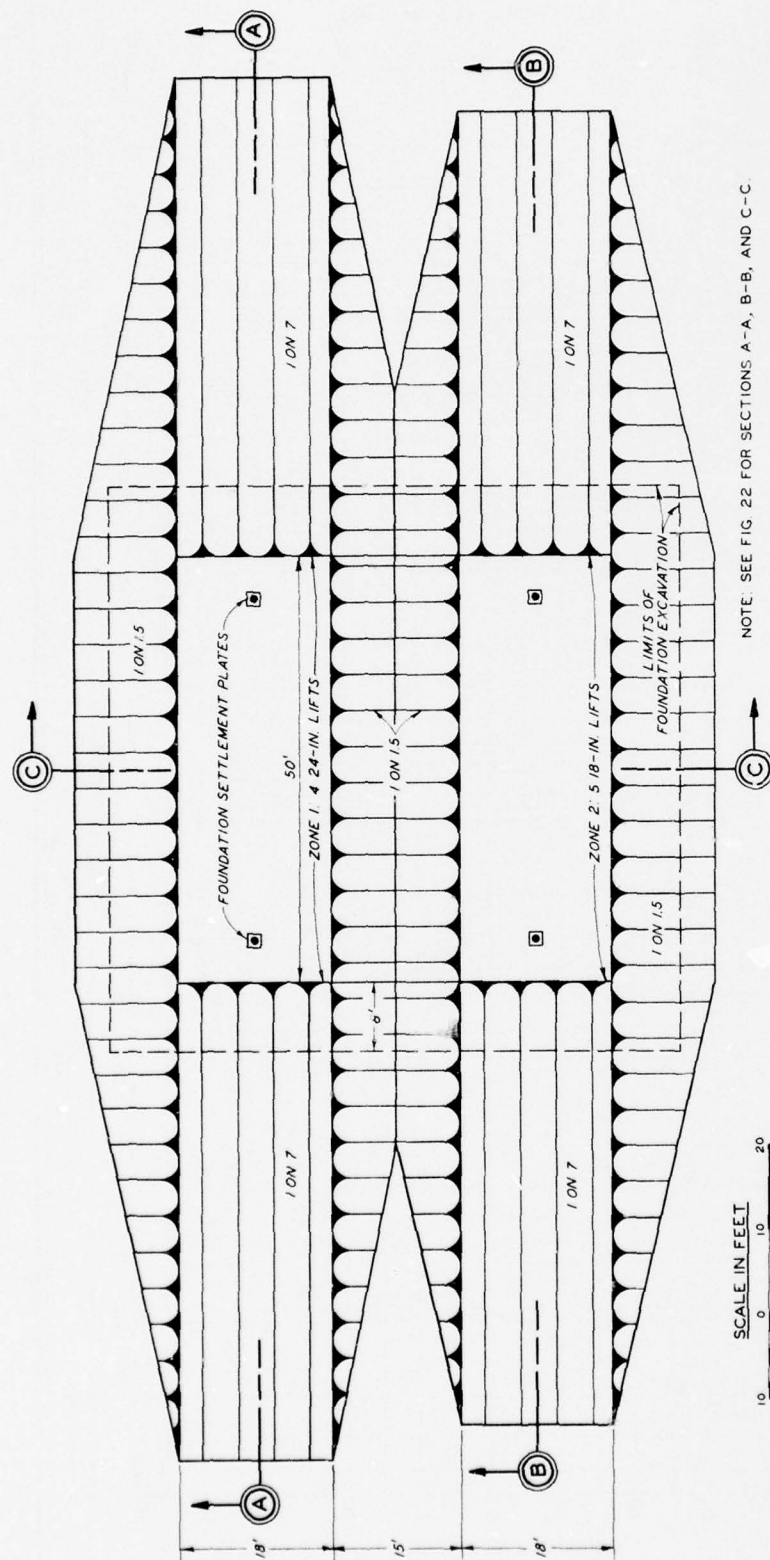 A
B
C
1 ON 7
1 ON 7
NOTE: SEE FIG. 22 FOR SECTIONS A-A, B-B, AND C-C.
1 ON 1.5
FOUNDATION SETTLEMENT PLATES
50'
ZONE 1: 4 24-IN. LIFTS
1 ON 1.5
ZONE 2: 5 18-IN. LIFTS
LIMITS OF
FOUNDATION EXCAVATION
1 ON 1.5
C
1 ON 7
1 ON 7
A
B
18'
15'
18'
SCALE IN FEET
10 0 10 20